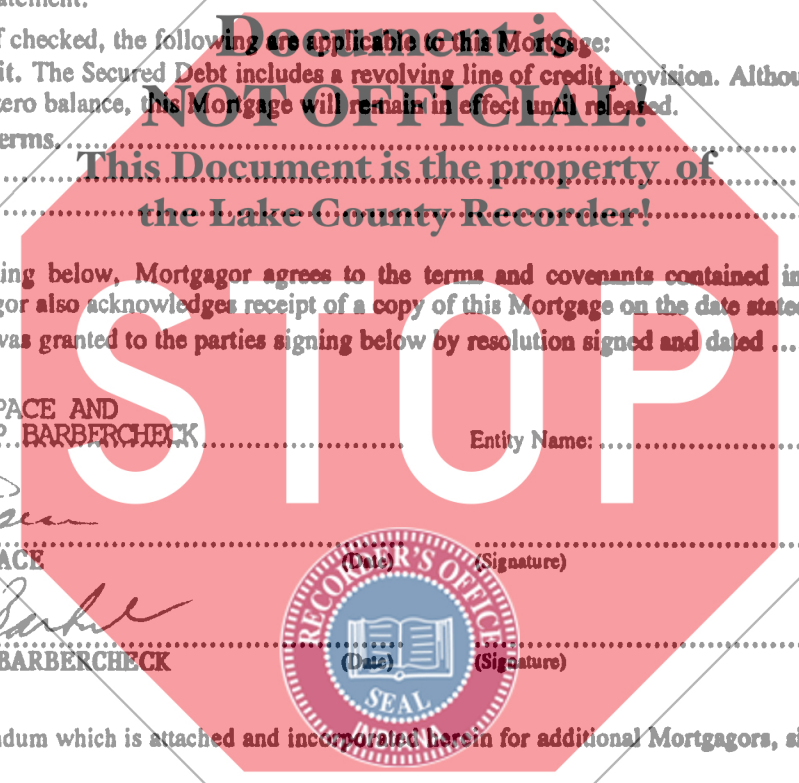 atement.
Document is
f checked, the following are applicable to this Mortgage:
it. The Secured Debt includes a revolving line of credit provision. Althou
NOT OFFICIAL!
zero balance, this Mortgage will remain in effect until released.
erms.
This Document is the property of
the Lake County Recorder!
ing below, Mortgagor agrees to the terms and covenants contained in
gor also acknowledges receipt of a copy of this Mortgage on the date stated
was granted to the parties signing below by resolution signed and dated ...
STOP
PACE AND
P BARBERCHECK Entity Name:
ACE (Date) (Signature)
RECORDER'S OFFICE
SEAL
INDIANA
BARBERCHECK (Date) (Signature)
ndum which is attached and incorporated herein for additional Mortgagors, si